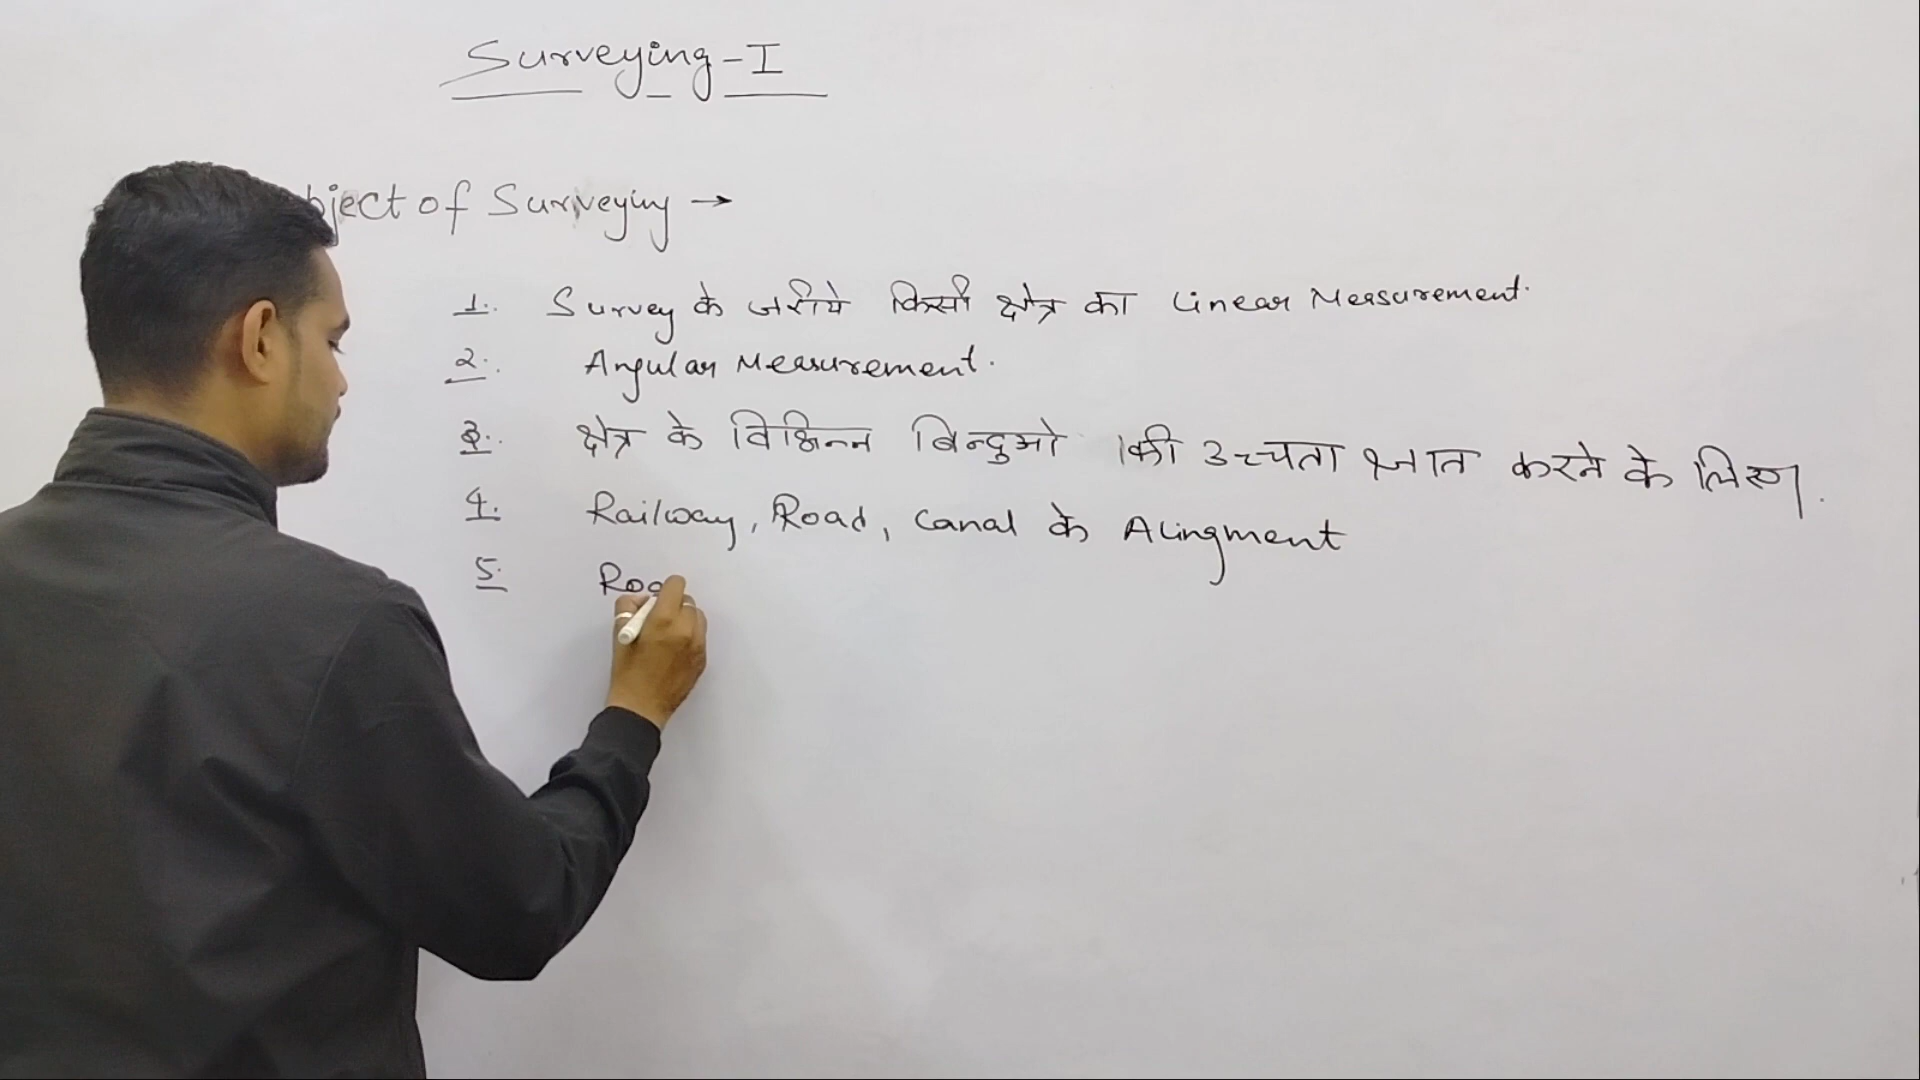 Surveying-I
bject of Surveying →
1. Survey के जरीये किसी क्षेत्र का Linear Measurement.
2. Angular Measurement.
3. क्षेत्र के विभिन्न बिन्दुओ की उच्चता ज्ञात करने के लिए.
4. Railway, Road, Canal के Alingment
5. Roa